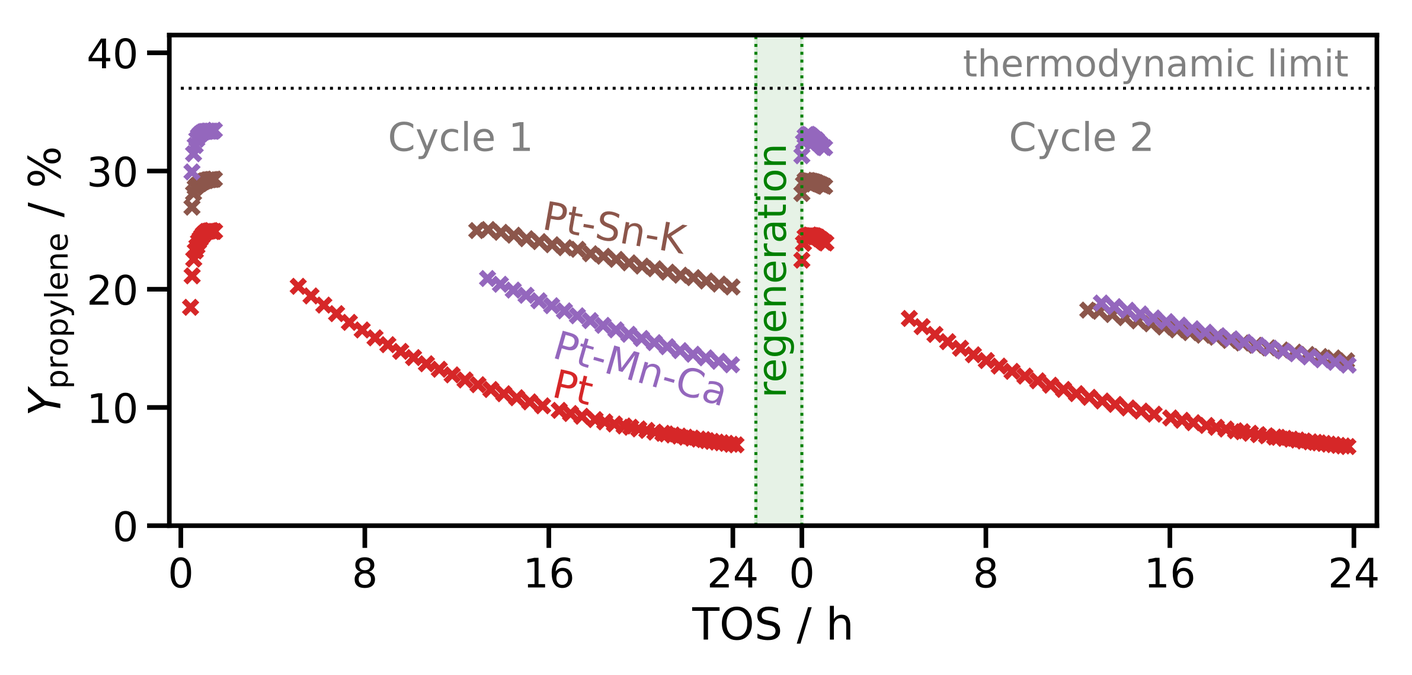 40
30
20
10
0
Ypropylene / %
thermodynamic limit
Cycle 1
Cycle 2
Pt-Sn-K
Pt-Mn-Ca
Pt
regeneration
0 8 16 24 0 8 16 24
TOS / h